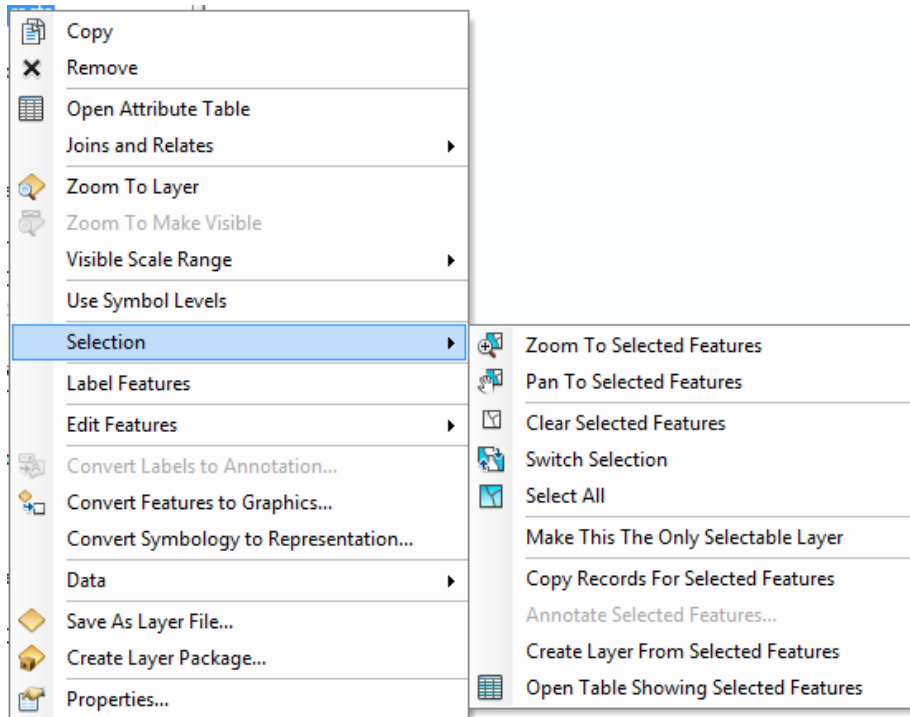 Copy
Remove
Open Attribute Table
Joins and Relates
Zoom To Layer
Zoom To Make Visible
Visible Scale Range
Use Symbol Levels
Selection
Label Features
Edit Features
Convert Labels to Annotation...
Convert Features to Graphics...
Convert Symbology to Representation...
Data
Save As Layer File...
Create Layer Package...
Properties...
Zoom To Selected Features
Pan To Selected Features
Clear Selected Features
Switch Selection
Select All
Make This The Only Selectable Layer
Copy Records For Selected Features
Annotate Selected Features...
Create Layer From Selected Features
Open Table Showing Selected Features